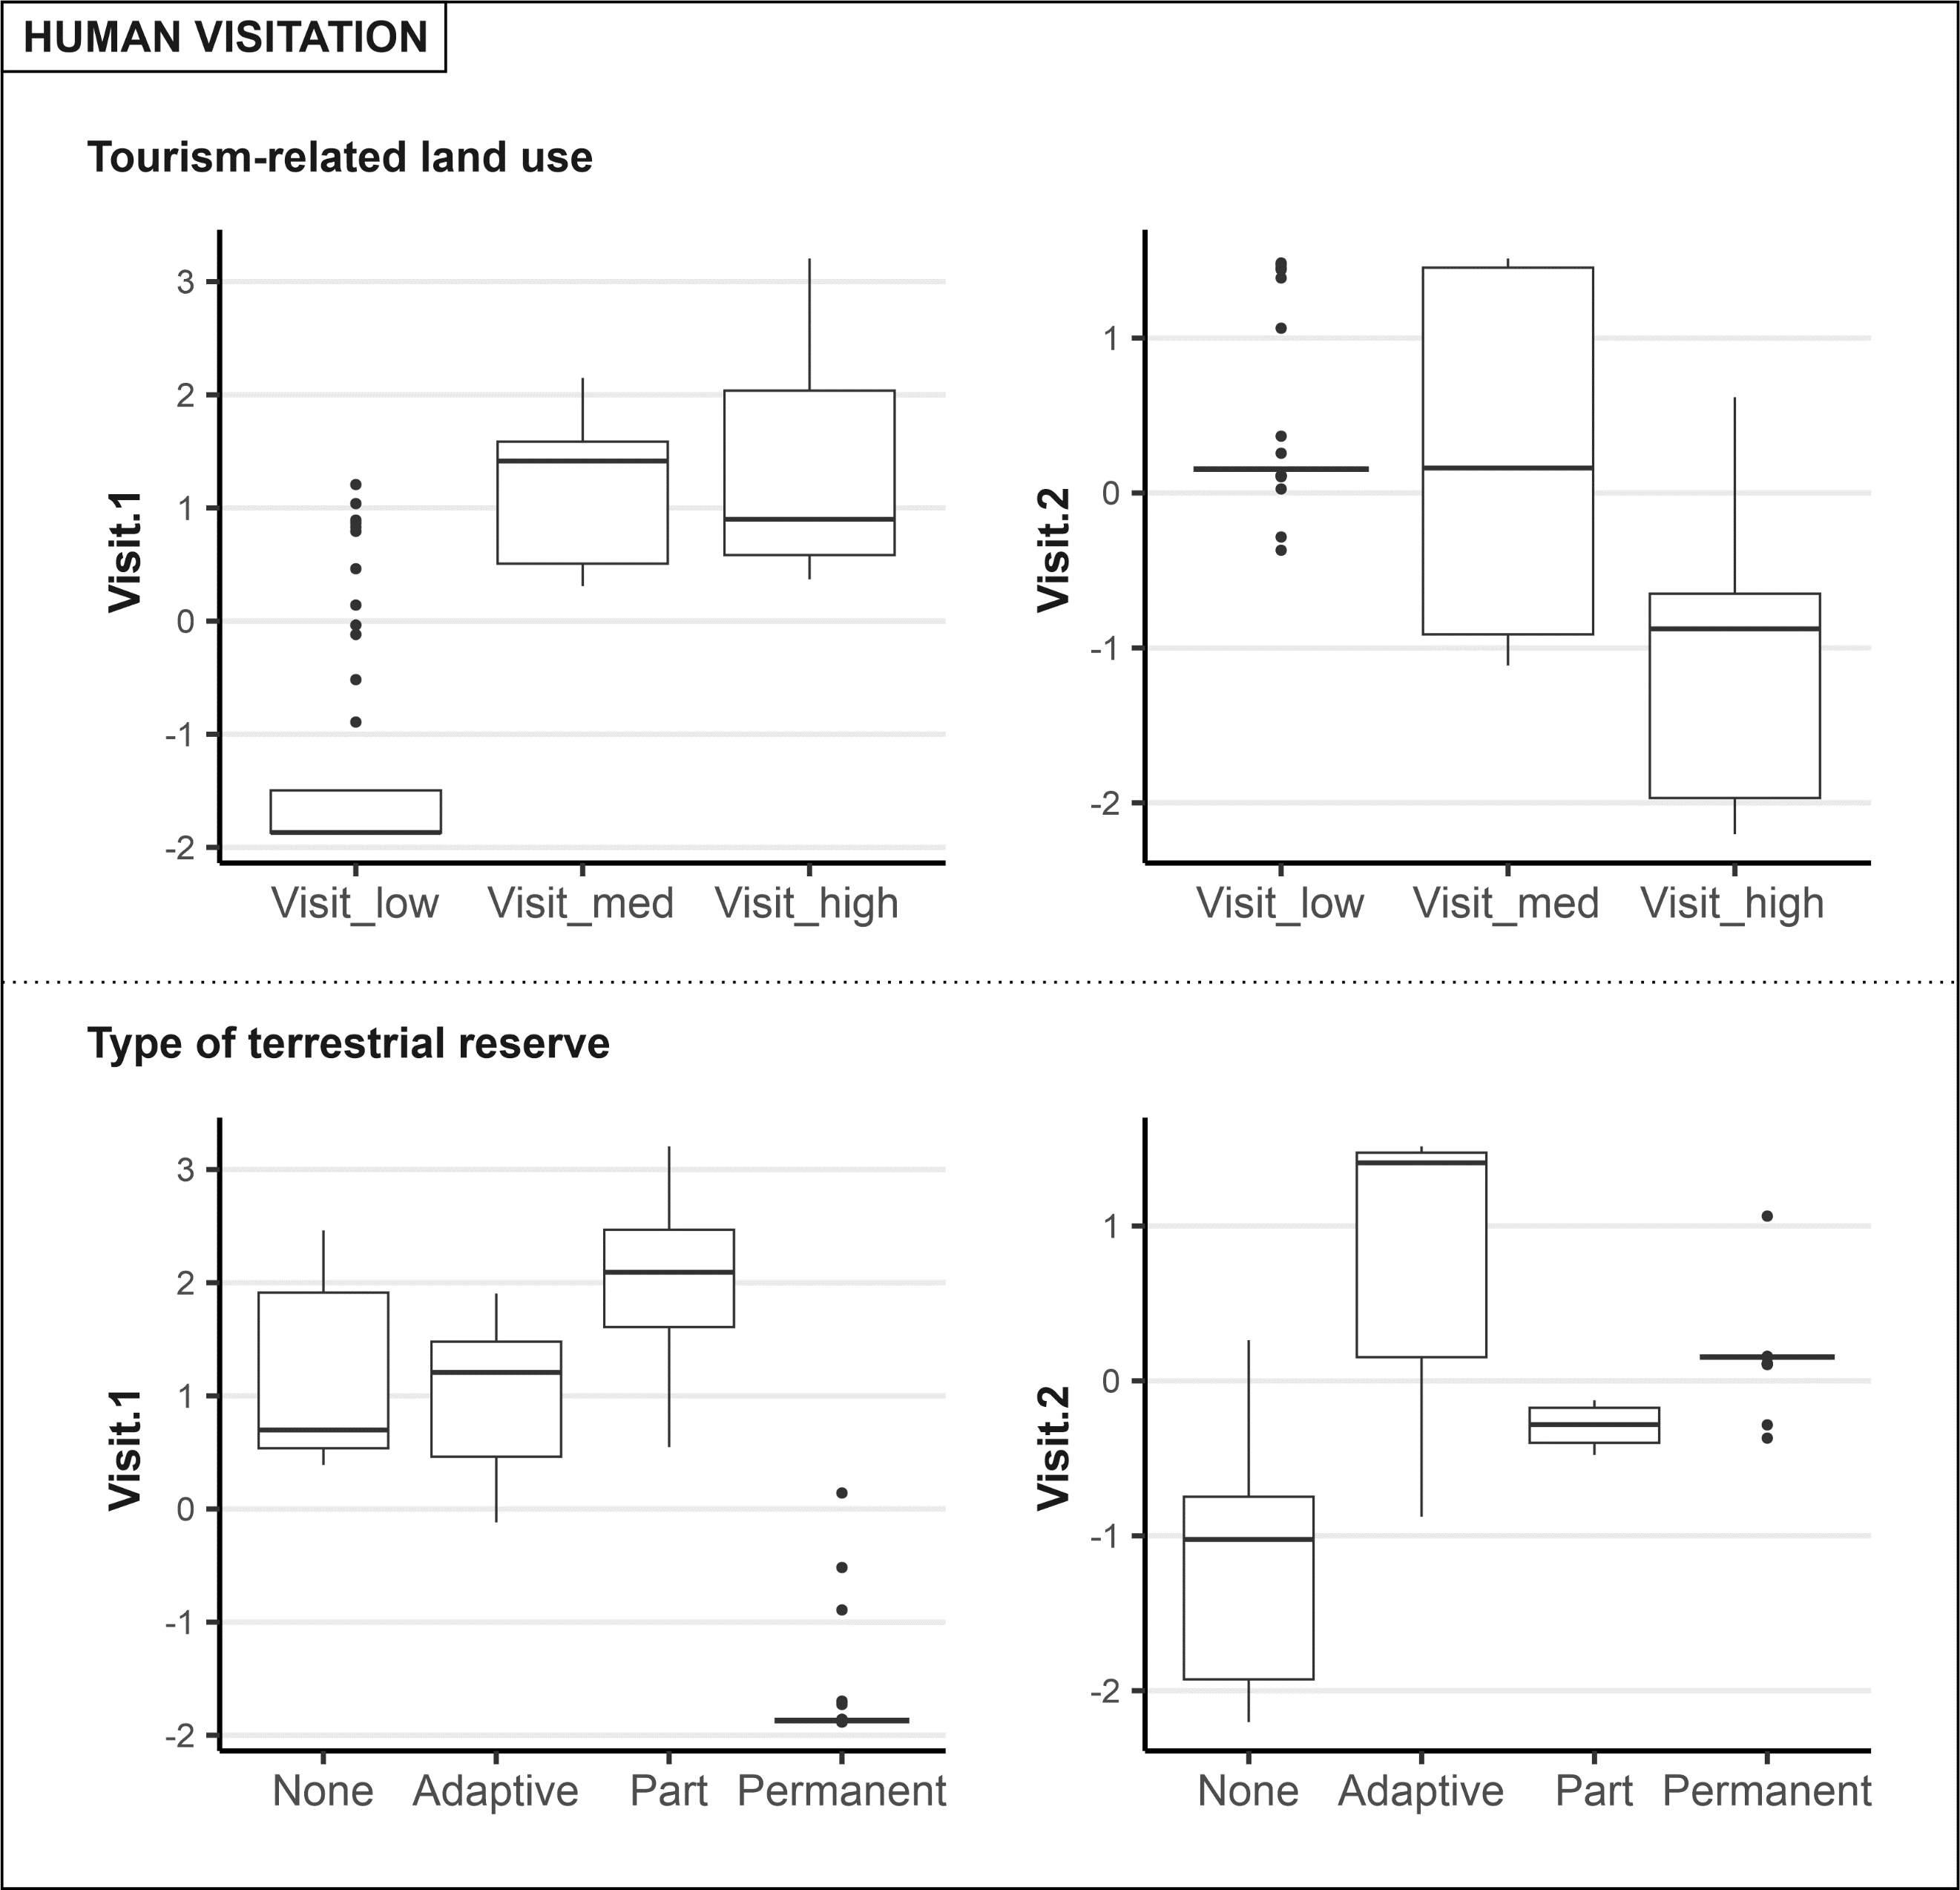 HUMAN VISITATION
Tourism-related land use
Visit.1
3
2
1
0
-1
-2
Visit_low Visit_med Visit_high
Visit.2
1
0
-1
-2
Visit_low Visit_med Visit_high
Type of terrestrial reserve
Visit.1
3
2
1
0
-1
-2
None Adaptive Part Permanent
Visit.2
1
0
-1
-2
None Adaptive Part Permanent